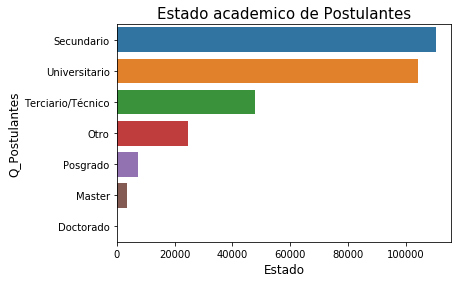 Estado academico de Postulantes
Q_Postulantes
Secundario
Universitario
Terciario/Técnico
Otro
Posgrado
Master
Doctorado
0 20000 40000 60000 80000 100000
Estado